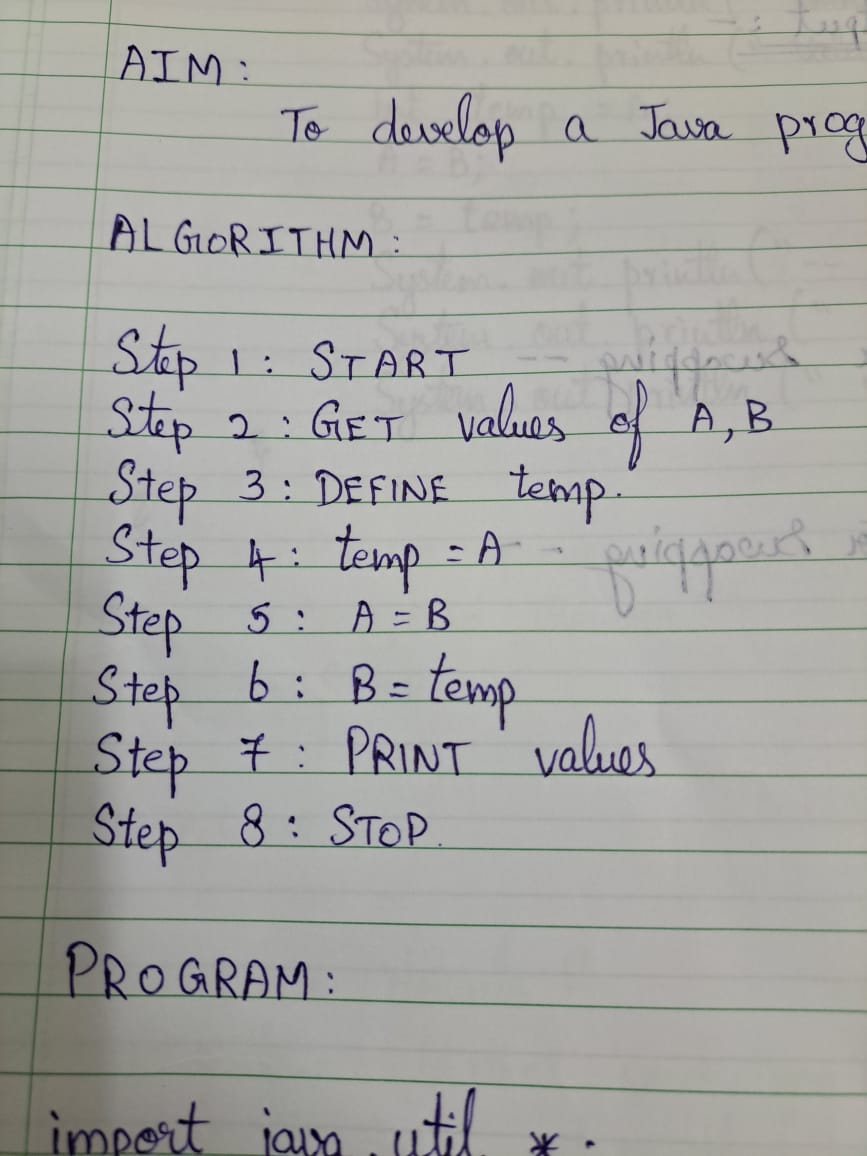 AIM:
To develop a Java prog
ALGORITHM:
Step 1: START
Step 2: GET values of A, B
Step 3: DEFINE temp.
Step 4: temp = A
Step 5: A = B
Step 6: B = temp
Step 7: PRINT values
Step 8: STOP.
PROGRAM:
import java.util.*;